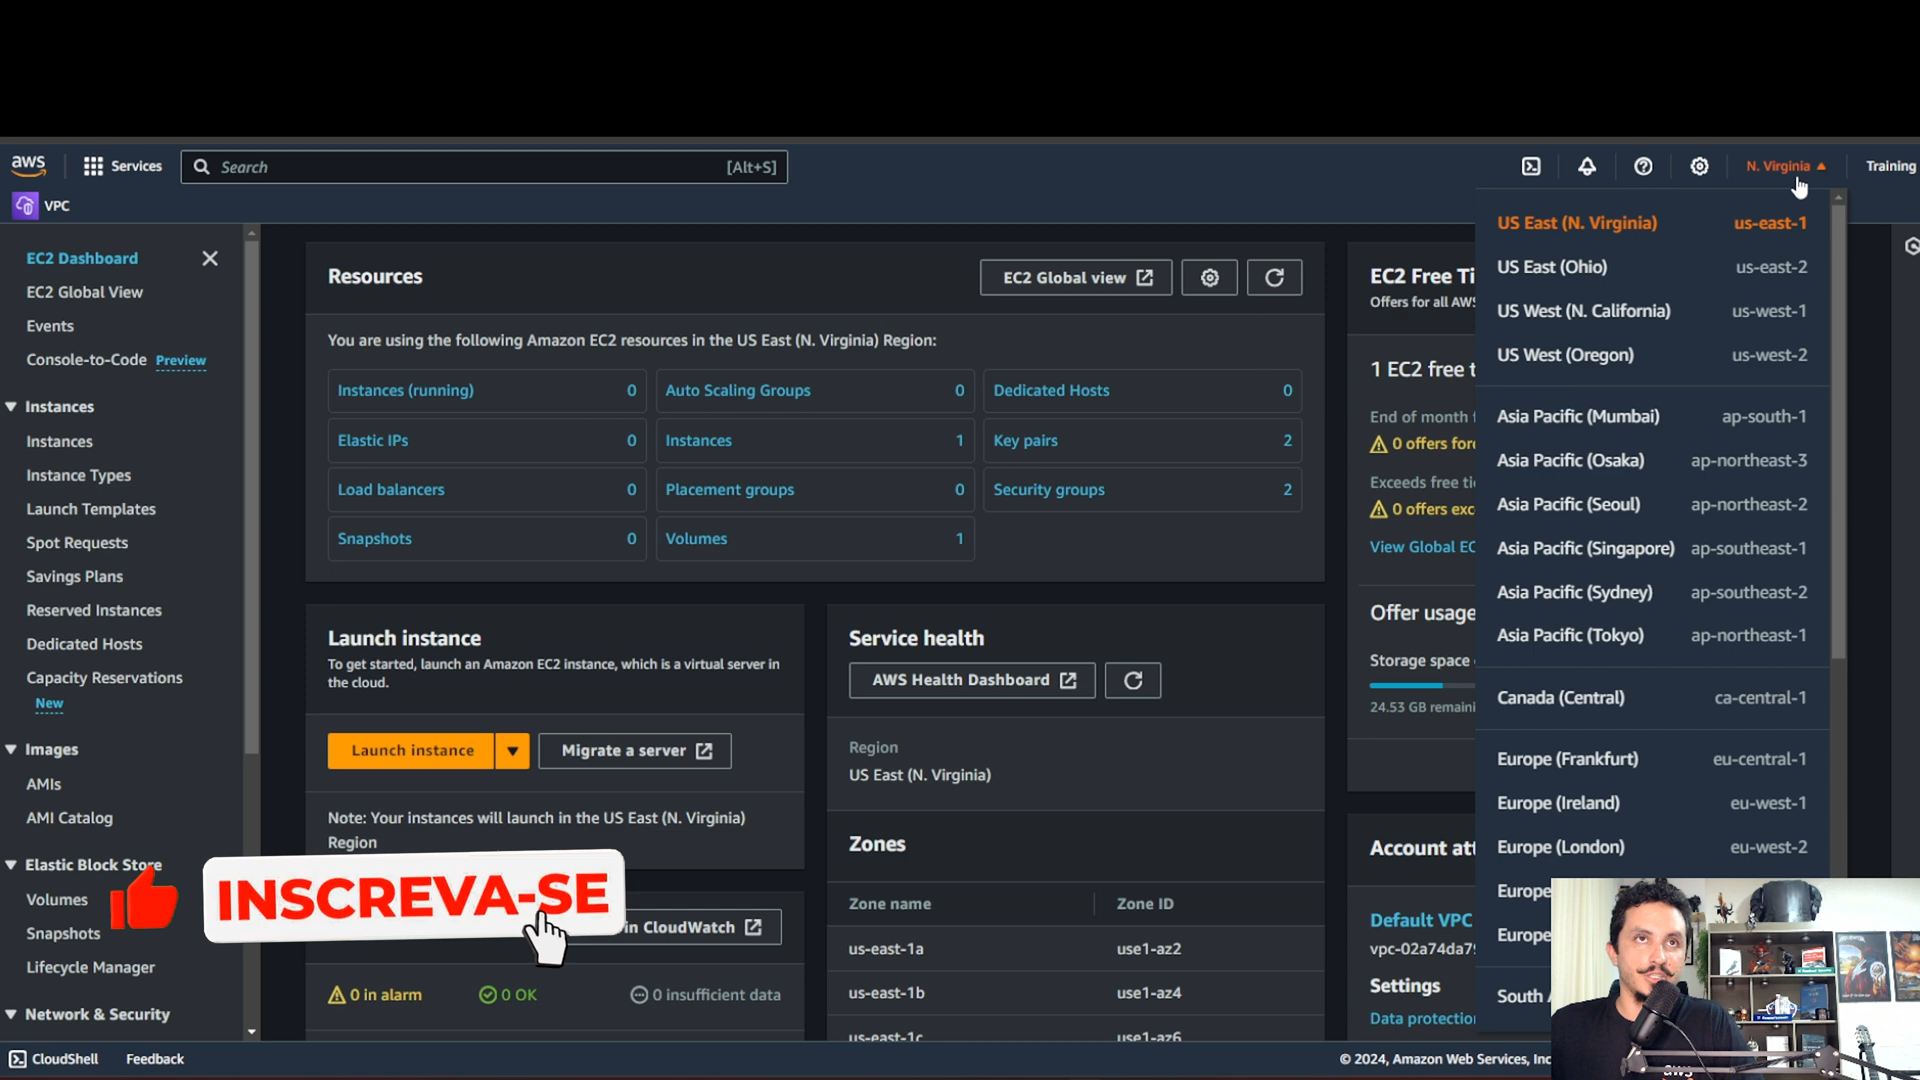 aws
Services
Search
[Alt+S]
N. Virginia
Training
VPC
EC2 Dashboard
EC2 Global View
Events
Console-to-Code Preview
Instances
Instances
Instance Types
Launch Templates
Spot Requests
Savings Plans
Reserved Instances
Dedicated Hosts
Capacity Reservations
New
Images
AMIs
AMI Catalog
Elastic Block Store
Volumes
Snapshots
Lifecycle Manager
Network & Security
Resources
EC2 Global view
You are using the following Amazon EC2 resources in the US East (N. Virginia) Region:
Instances (running) 0
Auto Scaling Groups 0
Dedicated Hosts 0
Elastic IPs 0
Instances 1
Key pairs 2
Load balancers 0
Placement groups 0
Security groups 2
Snapshots 0
Volumes 1
Launch instance
To get started, launch an Amazon EC2 instance, which is a virtual server in
the cloud.
Launch instance
Migrate a server
Note: Your instances will launch in the US East (N. Virginia)
Region
INSCREVA-SE
in CloudWatch
0 in alarm
0 OK
0 insufficient data
Service health
AWS Health Dashboard
Region
US East (N. Virginia)
Zones
Zone name
Zone ID
us-east-1a
use1-az2
us-east-1b
use1-az4
us-east-1c
use1-az6
EC2 Free Ti
Offers for all AWS
1 EC2 free t
End of month f
0 offers fore
Exceeds free tie
0 offers exc
View Global EC
Offer usage
Storage space
24.53 GB remaini
Account att
Default VPC
vpc-02a74da79
Settings
Data protection
US East (N. Virginia) us-east-1
US East (Ohio) us-east-2
US West (N. California) us-west-1
US West (Oregon) us-west-2
Asia Pacific (Mumbai) ap-south-1
Asia Pacific (Osaka) ap-northeast-3
Asia Pacific (Seoul) ap-northeast-2
Asia Pacific (Singapore) ap-southeast-1
Asia Pacific (Sydney) ap-southeast-2
Asia Pacific (Tokyo) ap-northeast-1
Canada (Central) ca-central-1
Europe (Frankfurt) eu-central-1
Europe (Ireland) eu-west-1
Europe (London) eu-west-2
Europe
Europe
South A
CloudShell
Feedback
© 2024, Amazon Web Services, Inc
aws